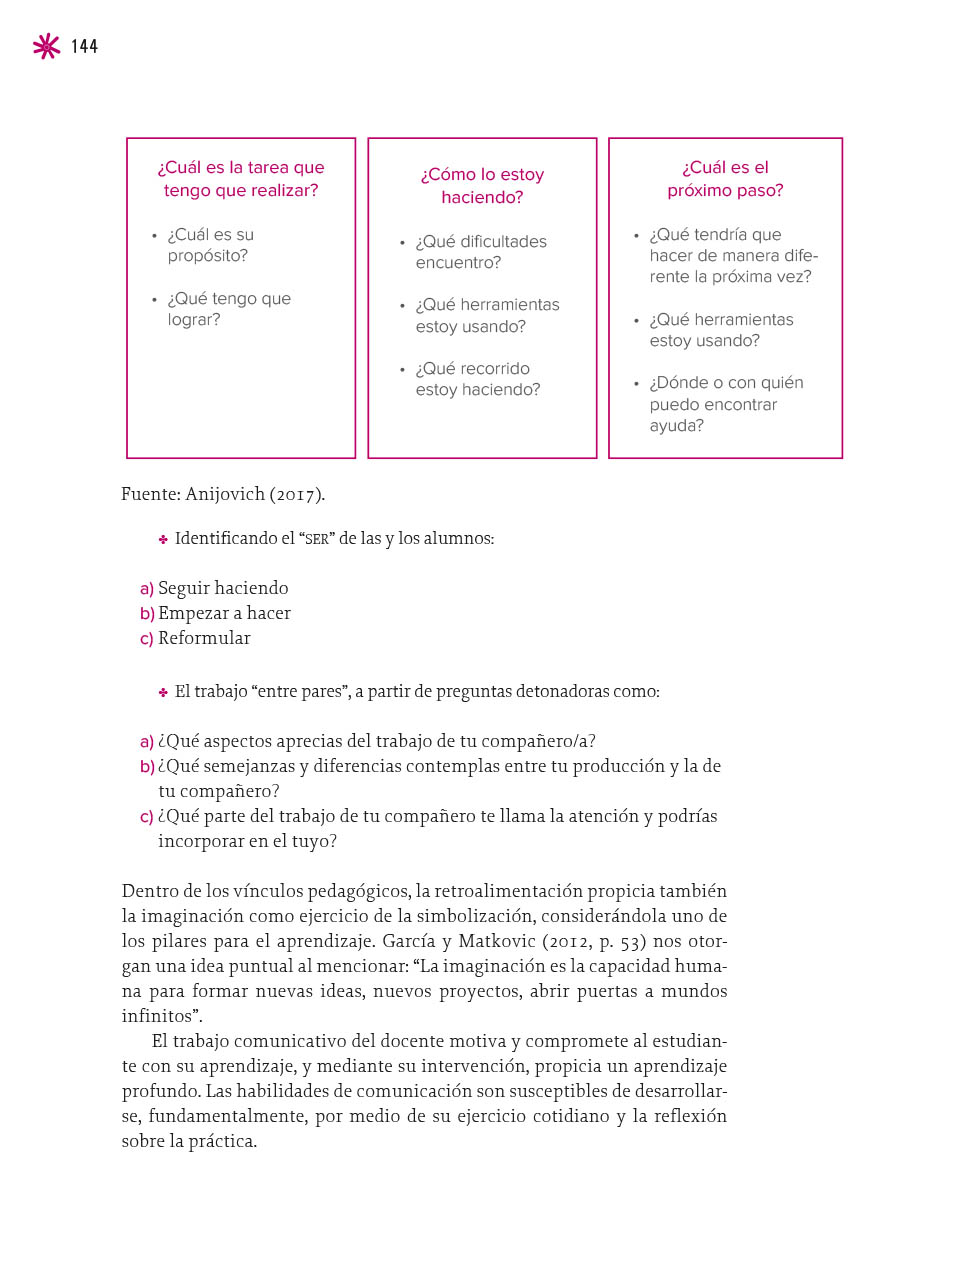 144
¿Cuál es la tarea que
tengo que realizar?
• ¿Cuál es su
propósito?
• ¿Qué tengo que
lograr?
¿Cómo lo estoy
haciendo?
• ¿Qué dificultades
encuentro?
• ¿Qué herramientas
estoy usando?
• ¿Qué recorrido
estoy haciendo?
¿Cuál es el
próximo paso?
• ¿Qué tendría que
hacer de manera dife-
rente la próxima vez?
• ¿Qué herramientas
estoy usando?
• ¿Dónde o con quién
puedo encontrar
ayuda?
Fuente: Anijovich (2017).
✤ Identificando el “SER” de las y los alumnos:
a) Seguir haciendo
b) Empezar a hacer
c) Reformular
✤ El trabajo “entre pares”, a partir de preguntas detonadoras como:
a) ¿Qué aspectos aprecias del trabajo de tu compañero/a?
b) ¿Qué semejanzas y diferencias contemplas entre tu producción y la de
tu compañero?
c) ¿Qué parte del trabajo de tu compañero te llama la atención y podrías
incorporar en el tuyo?
Dentro de los vínculos pedagógicos, la retroalimentación propicia también
la imaginación como ejercicio de la simbolización, considerándola uno de
los pilares para el aprendizaje. García y Matkovic (2012, p. 53) nos otor-
gan una idea puntual al mencionar: “La imaginación es la capacidad huma-
na para formar nuevas ideas, nuevos proyectos, abrir puertas a mundos
infinitos”.
El trabajo comunicativo del docente motiva y compromete al estudian-
te con su aprendizaje, y mediante su intervención, propicia un aprendizaje
profundo. Las habilidades de comunicación son susceptibles de desarrollar-
se, fundamentalmente, por medio de su ejercicio cotidiano y la reflexión
sobre la práctica.